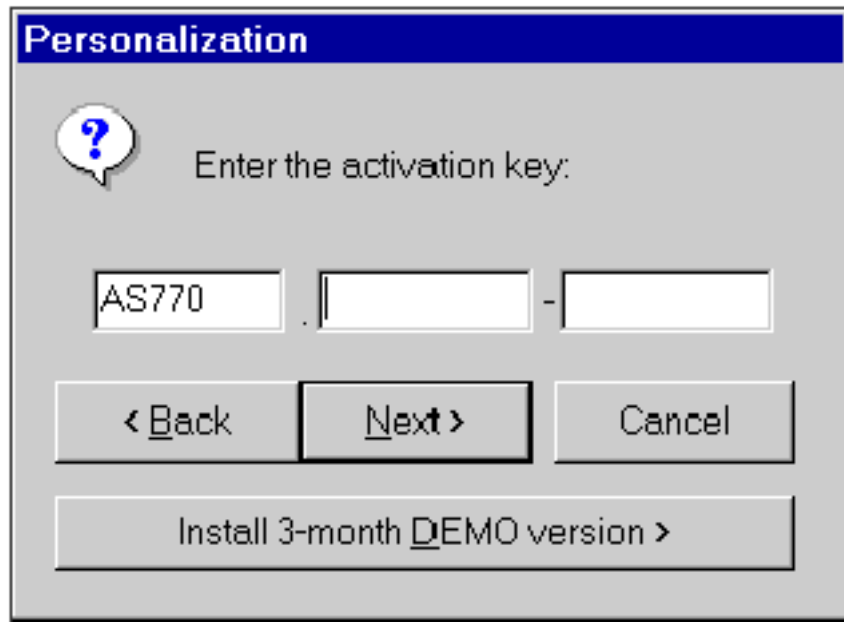 Personalization
?
Enter the activation key:
AS770 . -
< Back Next > Cancel
Install 3-month DEMO version >